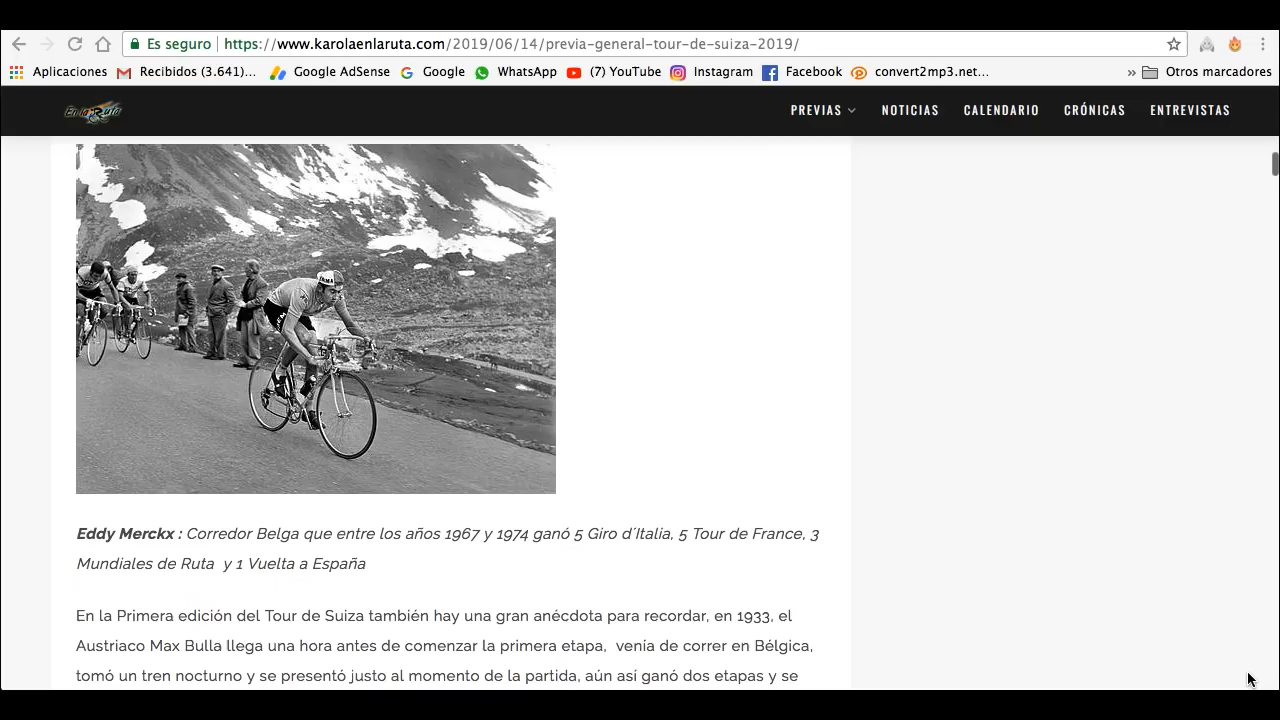 Es seguro
https://www.karolaenlaruta.com/2019/06/14/previa-general-tour-de-suiza-2019/
Aplicaciones Recibidos (3.641)... Google AdSense Google WhatsApp (7) YouTube Instagram Facebook convert2mp3.net... » Otros marcadores
En la Ruta PREVIAS NOTICIAS CALENDARIO CRÓNICAS ENTREVISTAS
Eddy Merckx : Corredor Belga que entre los años 1967 y 1974 ganó 5 Giro d´Italia, 5 Tour de France, 3
Mundiales de Ruta y 1 Vuelta a España
En la Primera edición del Tour de Suiza también hay una gran anécdota para recordar, en 1933, el
Austriaco Max Bulla llega una hora antes de comenzar la primera etapa, venía de correr en Bélgica,
tomó un tren nocturno y se presentó justo al momento de la partida, aún así ganó dos etapas y se